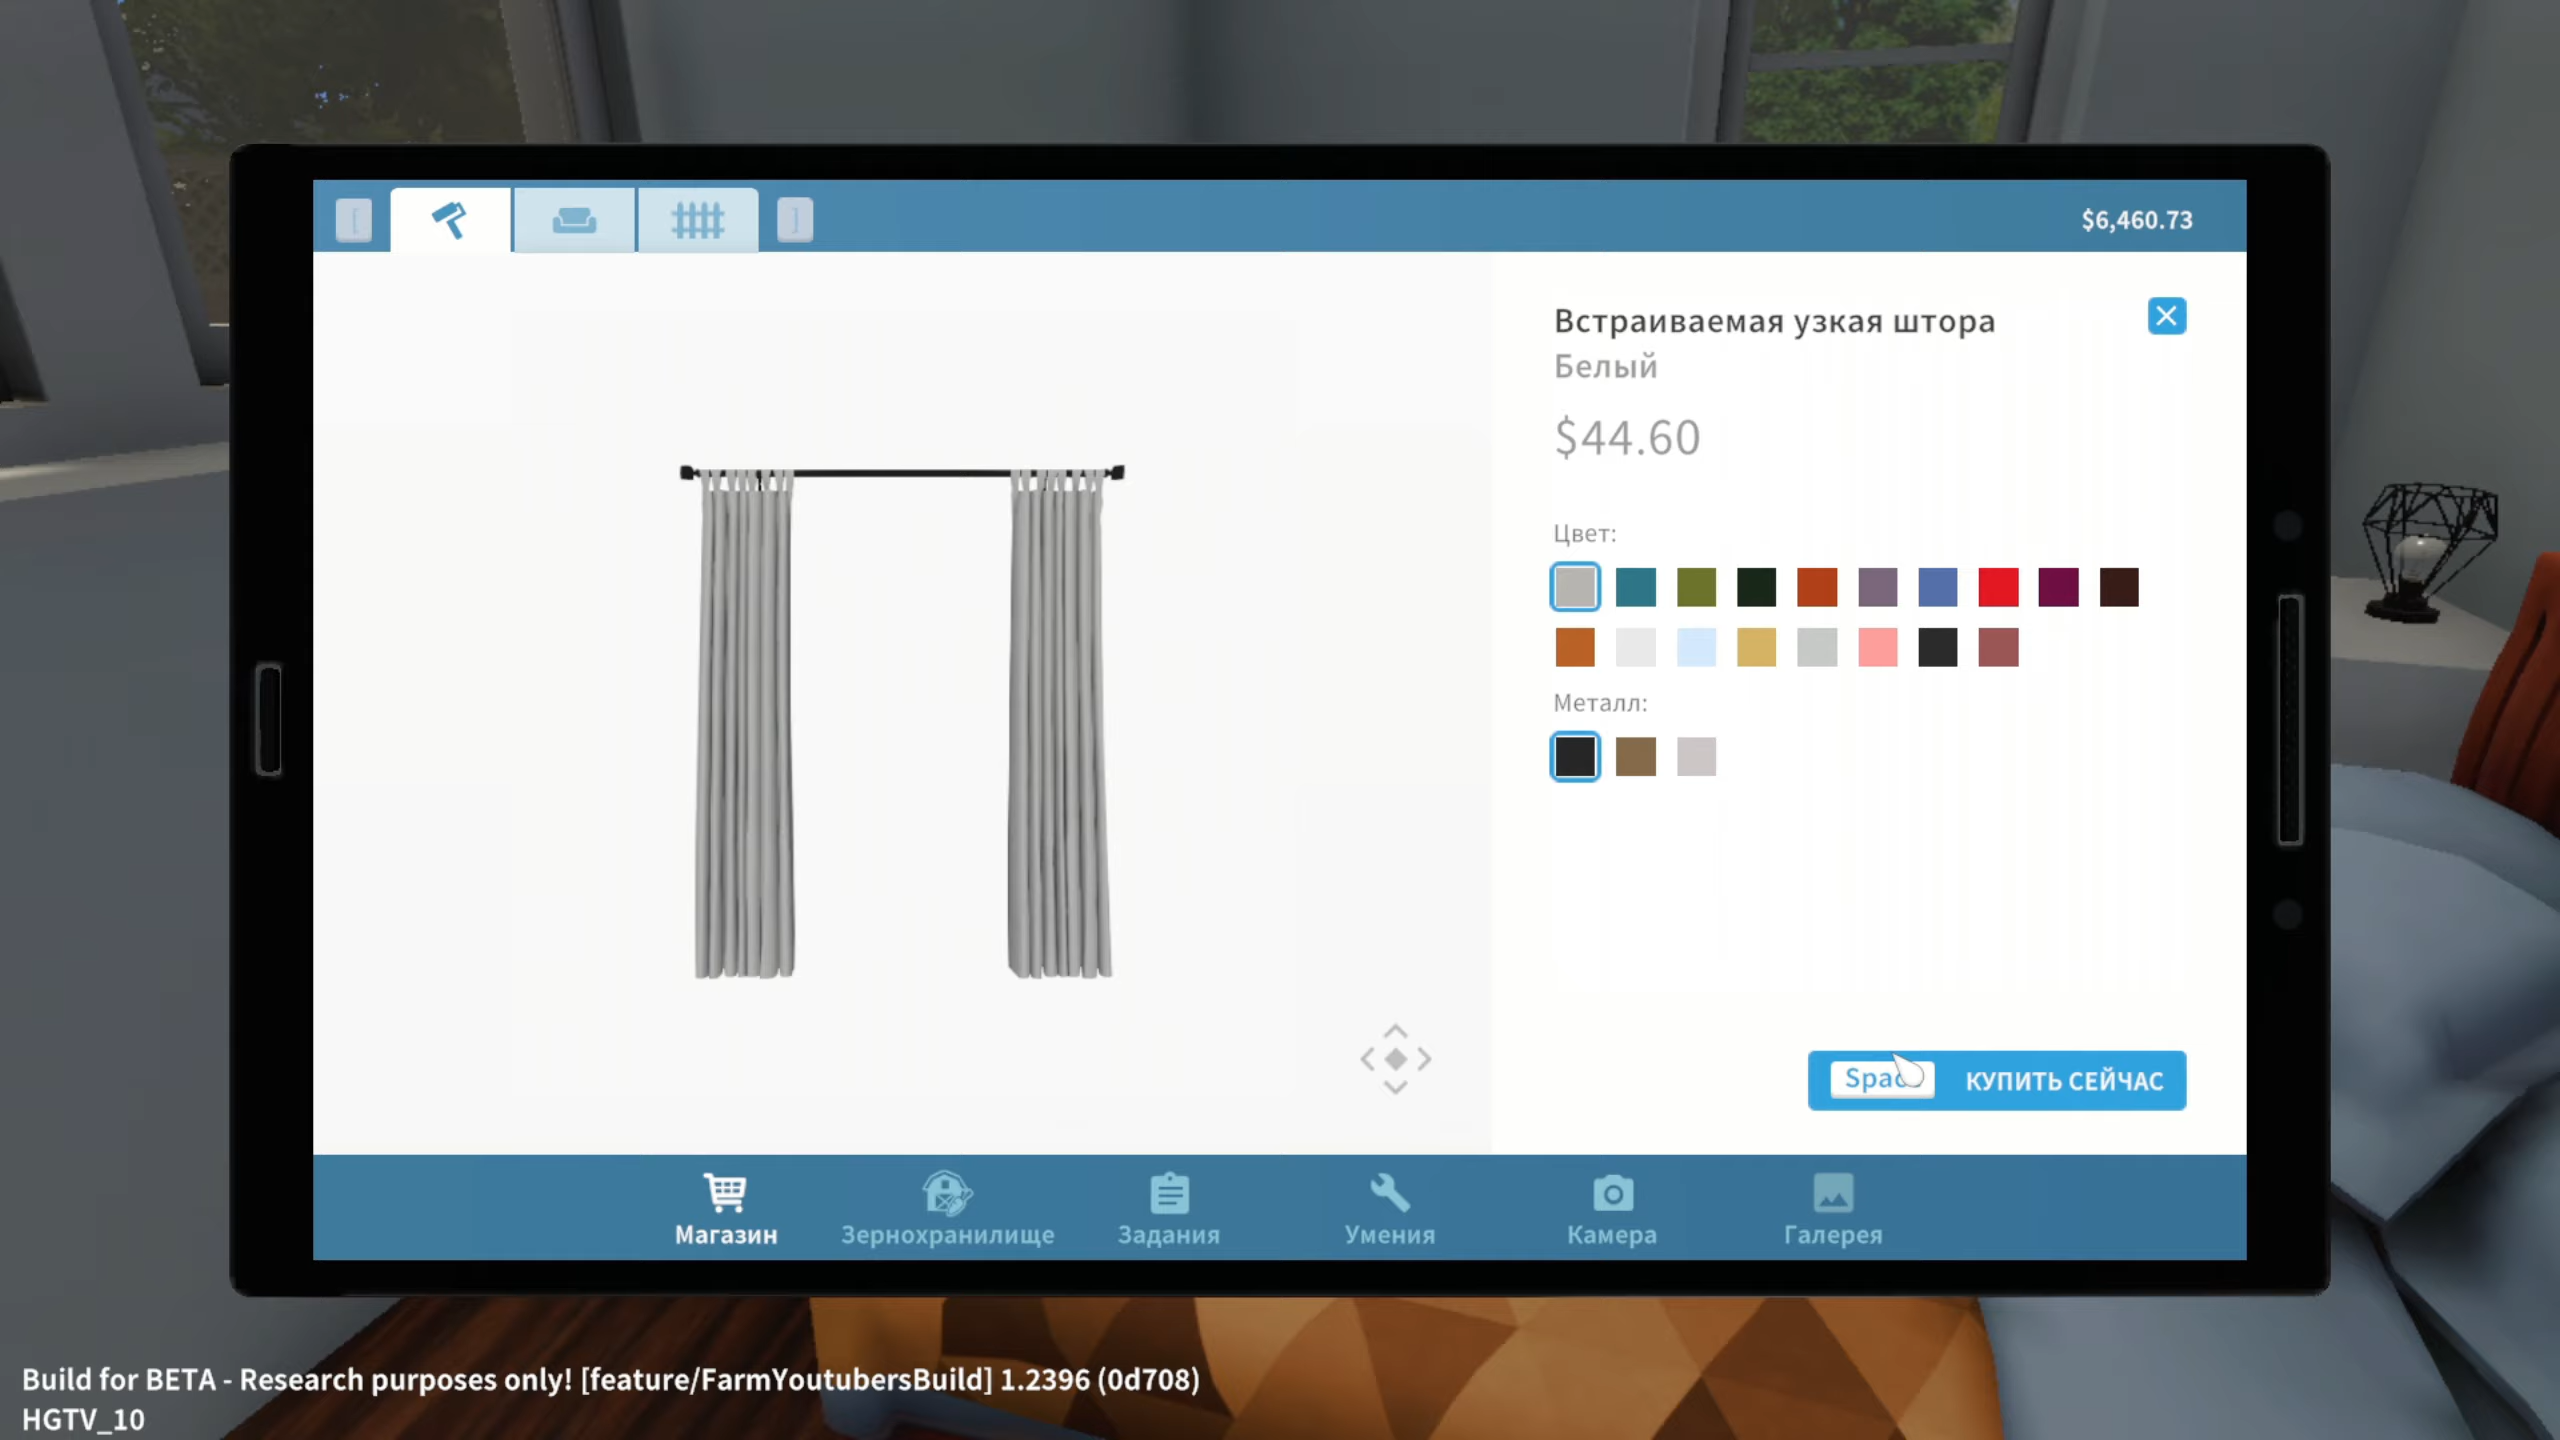 [
]
$6,460.73
Встраиваемая узкая штора
Белый
$44.60
Цвет:
Металл:
КУПИТЬ СЕЙЧАС
Магазин
Зернохранилище
Задания
Умения
Камера
Галерея
Build for BETA - Research purposes only! [feature/FarmYoutubersBuild] 1.2396 (0d708)
HGTV_10